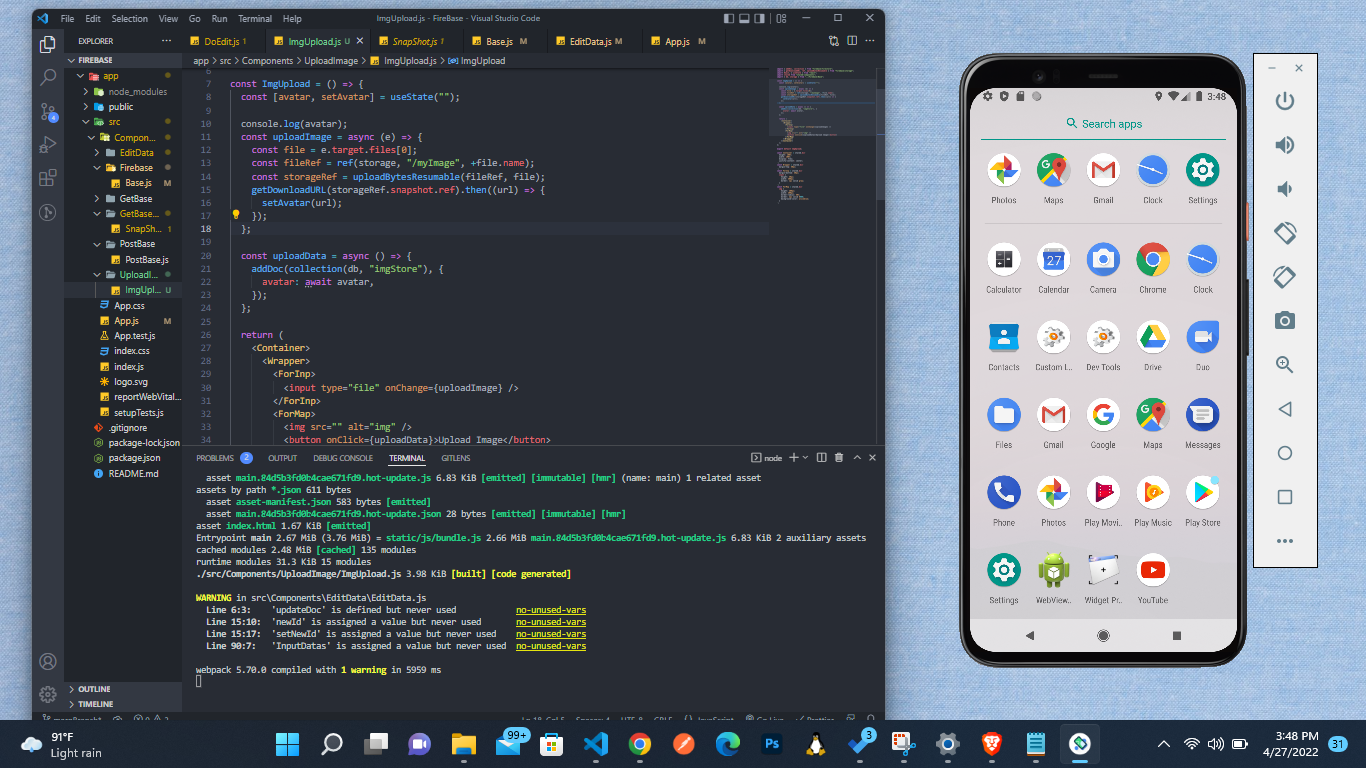 File Edit Selection View Go Run Terminal Help
ImgUpload.js - FireBase - Visual Studio Code
EXPLORER
DoEdit.js 1
ImgUpload.js U
SnapShot.js 1
Base.js M
EditData.js M
App.js M
FIREBASE
app > src > Components > UploadImage > ImgUpload.js > ImgUpload
app
node_modules
public
src
Compon...
EditData
Firebase
Base.js M
GetBase
GetBase...
SnapSh... 1
PostBase
PostBase.js
UploadI...
ImgUpl... U
App.css
App.js M
App.test.js
index.css
index.js
logo.svg
reportWebVital...
setupTests.js
.gitignore
package-lock.json
package.json
README.md
OUTLINE
TIMELINE
4
6
7 const ImgUpload = () => {
8 const [avatar, setAvatar] = useState("");
9
10 console.log(avatar);
11 const uploadImage = async (e) => {
12 const file = e.target.files[0];
13 const fileRef = ref(storage, "/myImage", +file.name);
14 const storageRef = uploadBytesResumable(fileRef, file);
15 getDownloadURL(storageRef.snapshot.ref).then((url) => {
16 setAvatar(url);
17 });
18 };
19
20 const uploadData = async () => {
21 addDoc(collection(db, "imgStore"), {
22 avatar: await avatar,
23 });
24 };
25
26 return (
27 <Container>
28 <Wrapper>
29 <ForInp>
30 <input type="file" onChange={uploadImage} />
31 </ForInp>
32 <ForMap>
33 <img src="" alt="img" />
34 <button onClick={uploadData}>Upload Image</button>
PROBLEMS 2 OUTPUT DEBUG CONSOLE TERMINAL GITLENS
node
asset main.84d5b3fd0b4cae671fd9.hot-update.js 6.83 KiB [emitted] [immutable] [hmr] (name: main) 1 related asset
assets by path *.json 611 bytes
asset asset-manifest.json 583 bytes [emitted]
asset main.84d5b3fd0b4cae671fd9.hot-update.json 28 bytes [emitted] [immutable] [hmr]
asset index.html 1.67 KiB [emitted]
Entrypoint main 2.67 MiB (3.76 MiB) = static/js/bundle.js 2.66 MiB main.84d5b3fd0b4cae671fd9.hot-update.js 6.83 KiB 2 auxiliary assets
cached modules 2.48 MiB [cached] 135 modules
runtime modules 31.3 KiB 15 modules
./src/Components/UploadImage/ImgUpload.js 3.98 KiB [built] [code generated]
WARNING in src\Components\EditData\EditData.js
Line 6:3: 'updateDoc' is defined but never used no-unused-vars
Line 15:10: 'newId' is assigned a value but never used no-unused-vars
Line 15:17: 'setNewId' is assigned a value but never used no-unused-vars
Line 90:7: 'InputDatas' is assigned a value but never used no-unused-vars
webpack 5.70.0 compiled with 1 warning in 5959 ms
3:48
Search apps
Photos Maps Gmail Clock Settings
Calculator Calendar Camera Chrome Clock
27
Contacts Custom L... Dev Tools Drive Duo
Files Gmail Google Maps Messages
Phone Photos Play Movi.. Play Music Play Store
Settings WebView.. Widget Pr.. YouTube
91°F
Light rain
99+
Ps
3
3:48 PM
4/27/2022
31